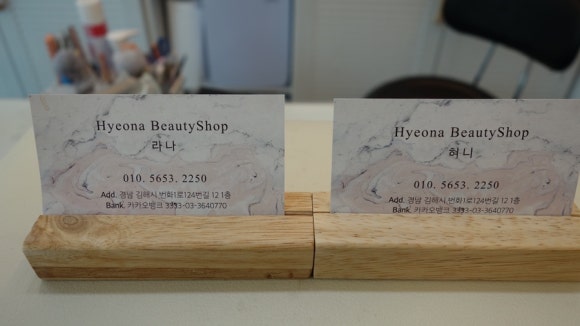 Hyeona BeautyShop
라나
010. 5653. 2250
Add. 경남 김해시 번화1로124번길 12 1층
Bank. 카카오뱅크 3333-03-3640770
Hyeona BeautyShop
허니
010. 5653. 2250
Add. 경남 김해시 번화1로124번길 12 1층
Bank. 카카오뱅크 3333-03-3640770